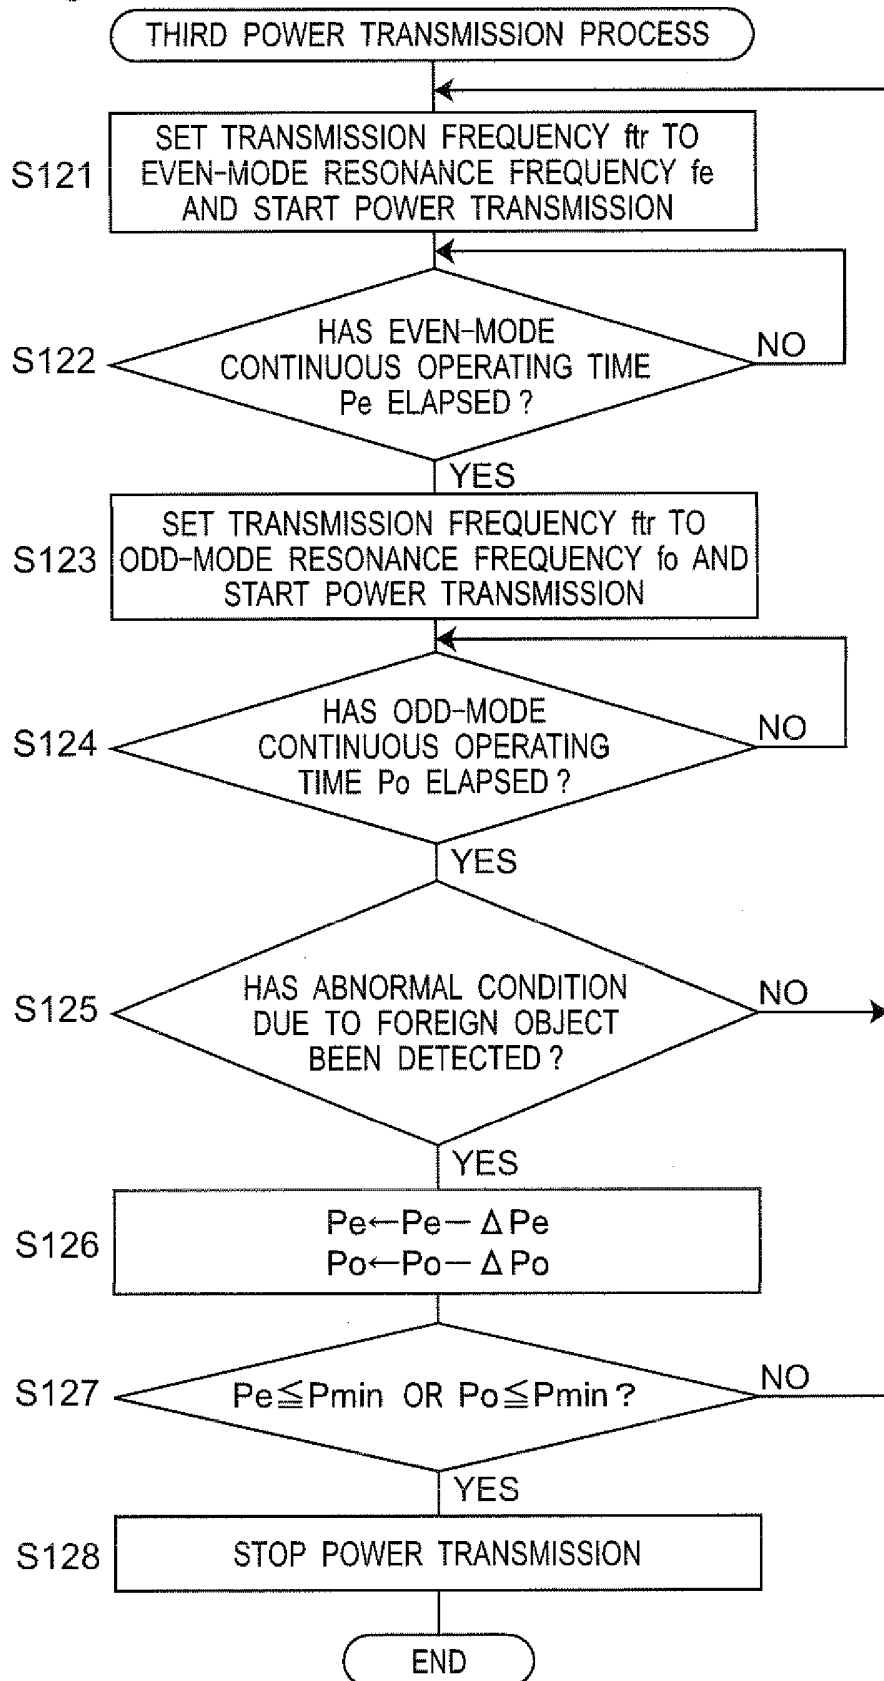 THIRD POWER TRANSMISSION PROCESS
S121
SET TRANSMISSION FREQUENCY ftr TO
EVEN-MODE RESONANCE FREQUENCY fe
AND START POWER TRANSMISSION
S122
HAS EVEN-MODE
CONTINUOUS OPERATING TIME
Pe ELAPSED?
NO
YES
S123
SET TRANSMISSION FREQUENCY ftr TO
ODD-MODE RESONANCE FREQUENCY fo AND
START POWER TRANSMISSION
S124
HAS ODD-MODE
CONTINUOUS OPERATING
TIME Po ELAPSED?
NO
YES
S125
HAS ABNORMAL CONDITION
DUE TO FOREIGN OBJECT
BEEN DETECTED?
NO
YES
S126
Pe←Pe－ΔPe
Po←Po－ΔPo
S127
Pe≦Pmin OR Po≦Pmin?
NO
YES
S128
STOP POWER TRANSMISSION
END